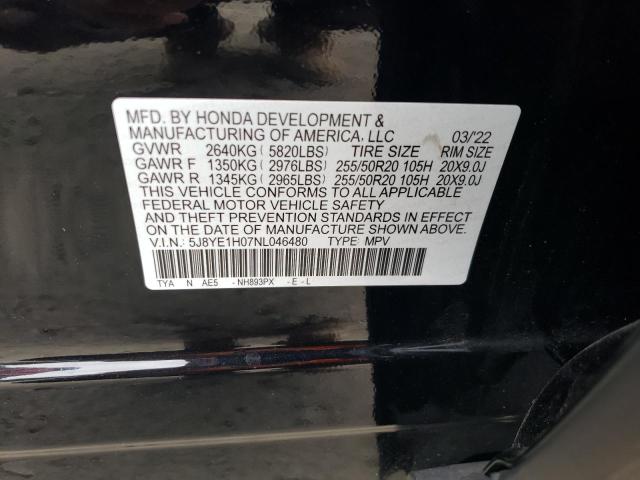 MFD. BY HONDA DEVELOPMENT &
MANUFACTURING OF AMERICA, LLC 03/'22
GVWR 2640KG (5820LBS) TIRE SIZE RIM SIZE
GAWR F 1350KG (2976LBS) 255/50R20 105H 20X9.0J
GAWR R 1345KG (2965LBS) 255/50R20 105H 20X9.0J
THIS VEHICLE CONFORMS TO ALL APPLICABLE
FEDERAL MOTOR VEHICLE SAFETY
AND THEFT PREVENTION STANDARDS IN EFFECT
ON THE DATE OF MANUFACTURE SHOWN ABOVE.
V.I.N.: 5J8YE1H07NL046480 TYPE: MPV
TYA N AE5 -NH893PX -E-L